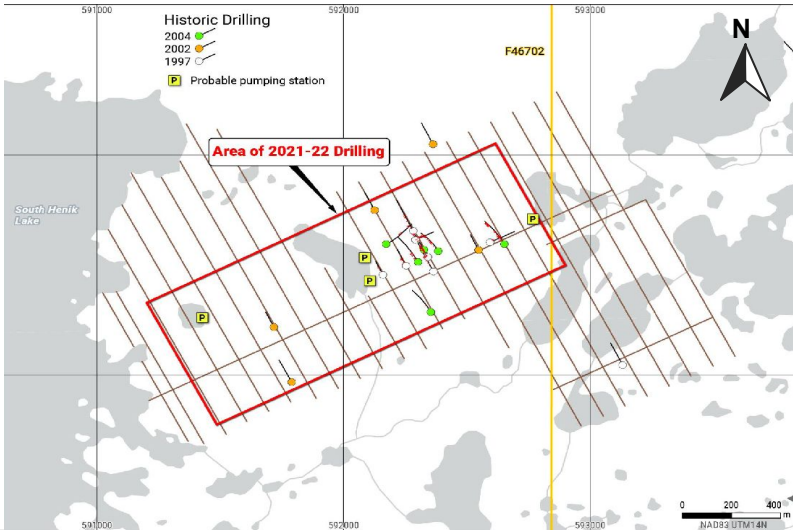 591000
592000
593000
Historic Drilling
2004
2002
1997
P Probable pumping station
F46702
N
Area of 2021-22 Drilling
South Henik
Lake
P
P
P
P
0 200 400
m
NAD83 UTM14N
591000
592000
593000